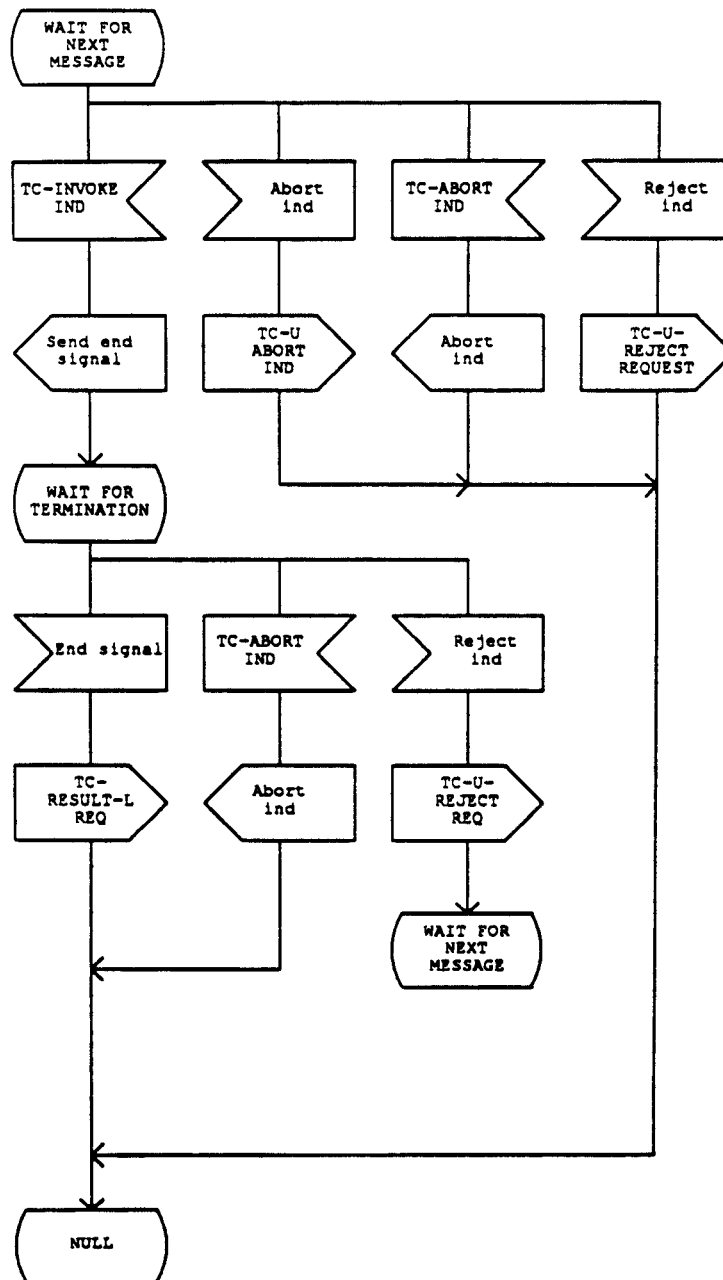 WAIT FOR
NEXT
MESSAGE
TC-INVOKE
IND
Abort
ind
TC-ABORT
IND
Reject
ind
Send end
signal
TC-U
ABORT
IND
Abort
ind
TC-U-
REJECT
REQUEST
WAIT FOR
TERMINATION
End signal
TC-ABORT
IND
Reject
ind
TC-
RESULT-L
REQ
Abort
ind
TC-U-
REJECT
REQ
WAIT FOR
NEXT
MESSAGE
NULL